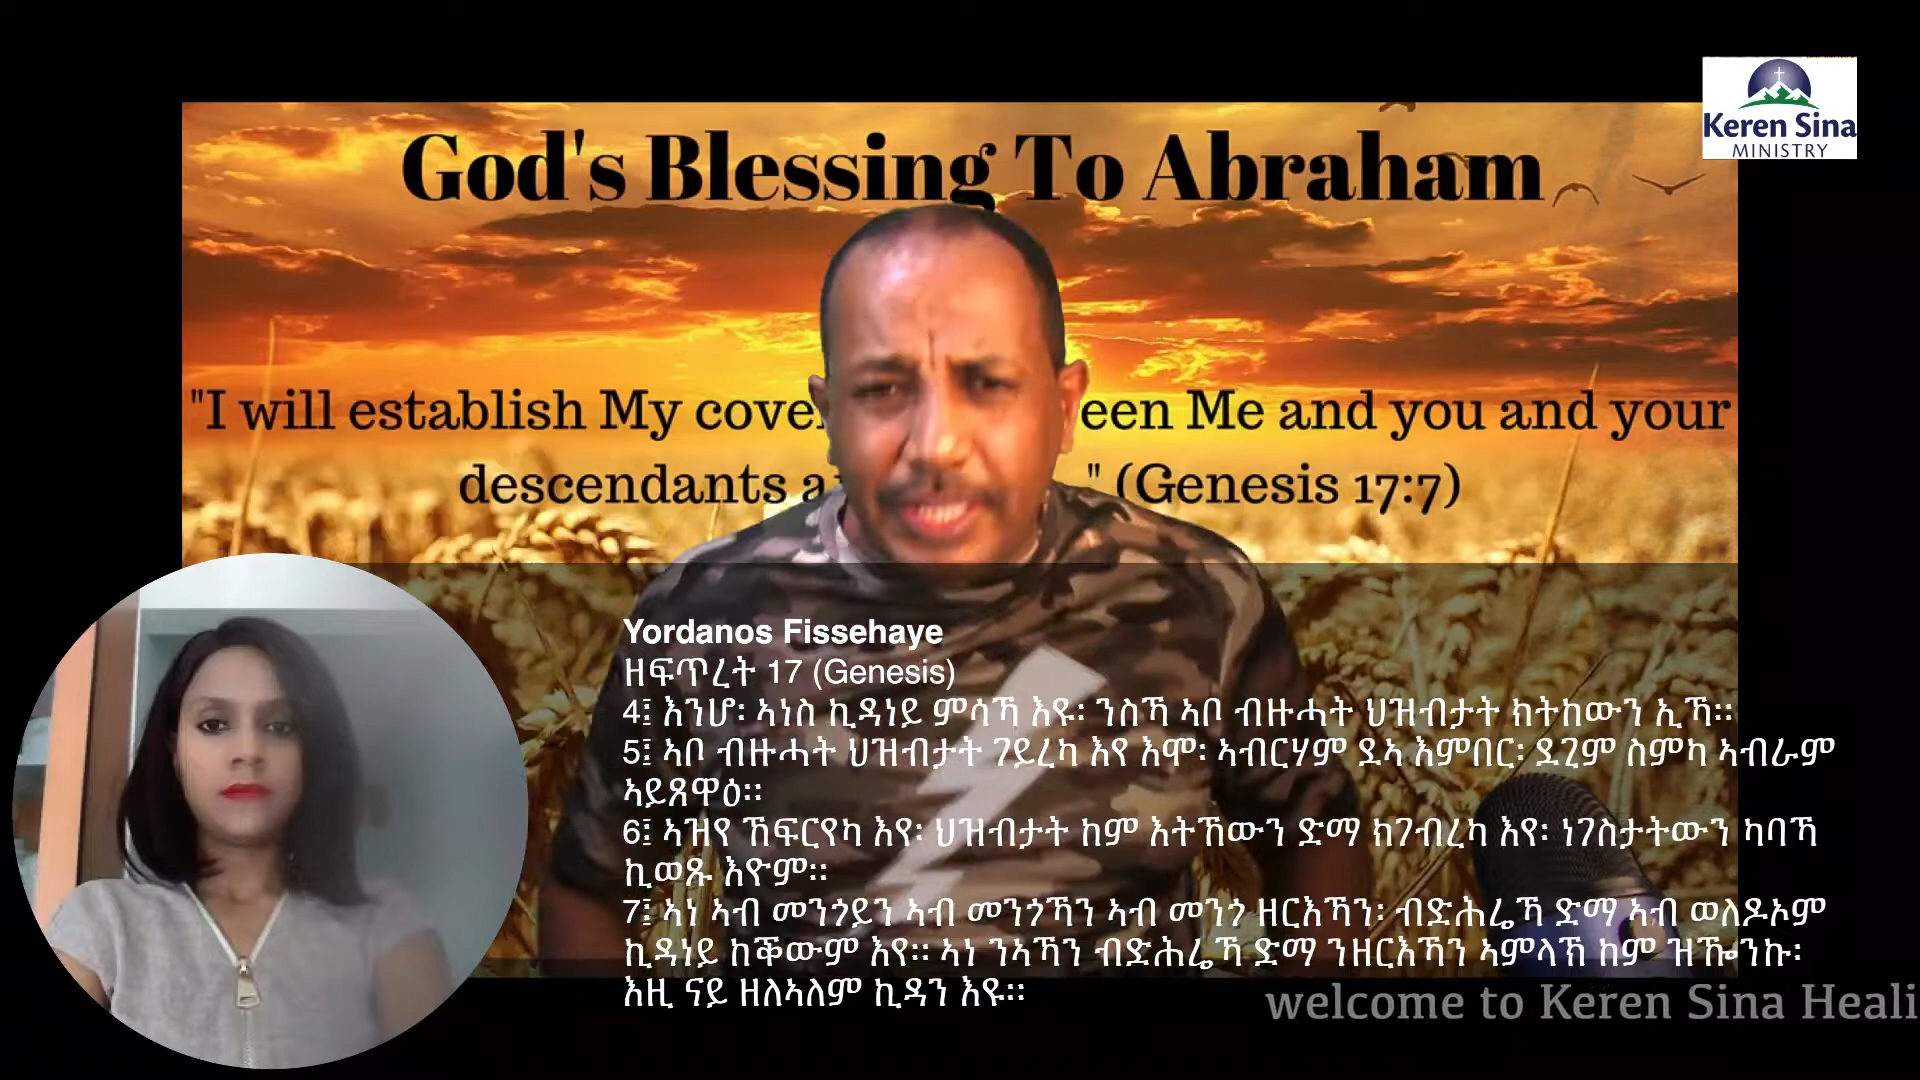 Keren Sina
MINISTRY
God's Blessing To Abraham
"I will establish My een Me and you and your
descendants " (Genesis 17:7)
Yordanos Fissehaye
ዘፍጥረት 17 (Genesis)
4፤ እንሆ፡ ኣነስ ኪዳነይ ምሳኻ እዩ፡ ንስኻ ኣቦ ብዙሓት ህዝብታት ክትከውን ኢኻ።
5፤ ኣቦ ብዙሓት ህዝብታት ገይረካ እየ እሞ፡ ኣብርሃም ደኣ እምበር፡ ደጊም ስምካ ኣብራም
ኣይጸዋዕ።
6፤ ኣዝየ ኸፍርየካ እየ፡ ህዝብታት ከም እትኸውን ድማ ክገብረካ እየ፡ ነገስታትውን ካባኻ
ኪወጹ እዮም።
7፤ ኣነ ኣብ መንጎይን ኣብ መንጎኻን ኣብ መንጎ ዘርእኻን፡ ብድሕሬኻ ድማ ኣብ ወለዶኦም
ኪዳነይ ከቕውም እየ። ኣነ ንኣኻን ብድሕሬኻ ድማ ንዘርእኻን ኣምላኽ ከም ዝዀንኩ፡
እዚ ናይ ዘለኣለም ኪዳን እዩ።
welcome to Keren Sina Heali